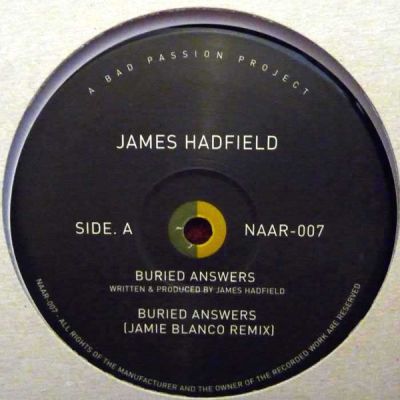 A BAD PASSION PROJECT
JAMES HADFIELD
SIDE. A
NAAR-007
BURIED ANSWERS
WRITTEN & PRODUCED BY JAMES HADFIELD
BURIED ANSWERS
(JAMIE BLANCO REMIX)
NAAR-007 - ALL RIGHTS OF THE MANUFACTURER AND THE OWNER OF THE RECORDED WORK ARE RESERVED